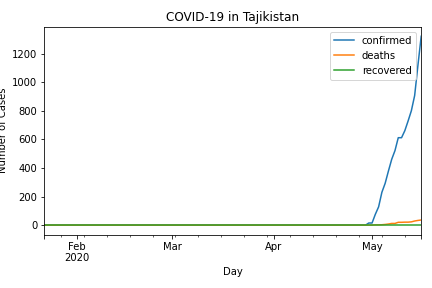 COVID-19 in Tajikistan
confirmed
deaths
recovered
1200
1000
800
600
400
200
0
Number of Cases
Feb
2020
Mar
Apr
May
Day